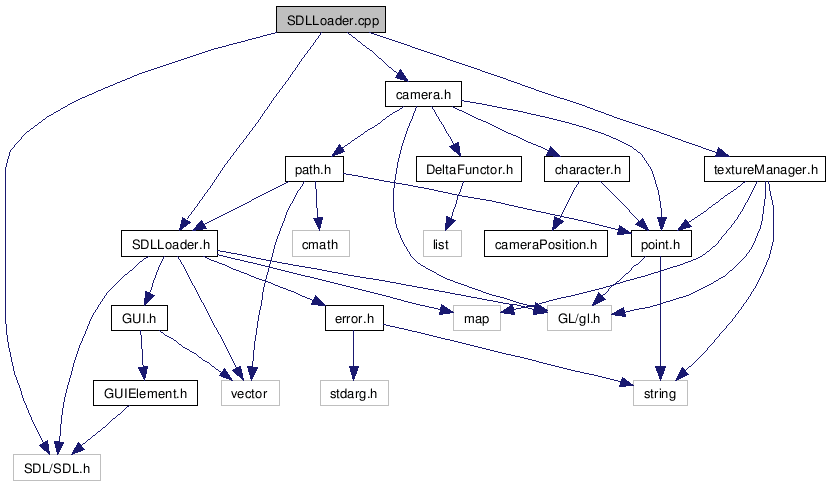 SDLLoader.cpp
camera.h
path.h
DeltaFunctor.h
character.h
textureManager.h
SDLLoader.h
cmath
list
cameraPosition.h
point.h
GUI.h
error.h
map
GL/gl.h
GUIElement.h
vector
stdarg.h
string
SDL/SDL.h